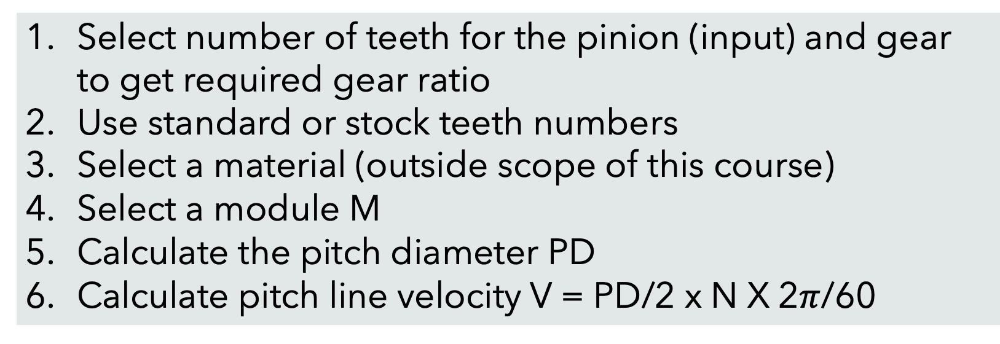 1. Select number of teeth for the pinion (input) and gear
to get required gear ratio
2. Use standard or stock teeth numbers
3. Select a material (outside scope of this course)
4. Select a module M
5. Calculate the pitch diameter PD
6. Calculate pitch line velocity V = PD/2 x N X 2π/60